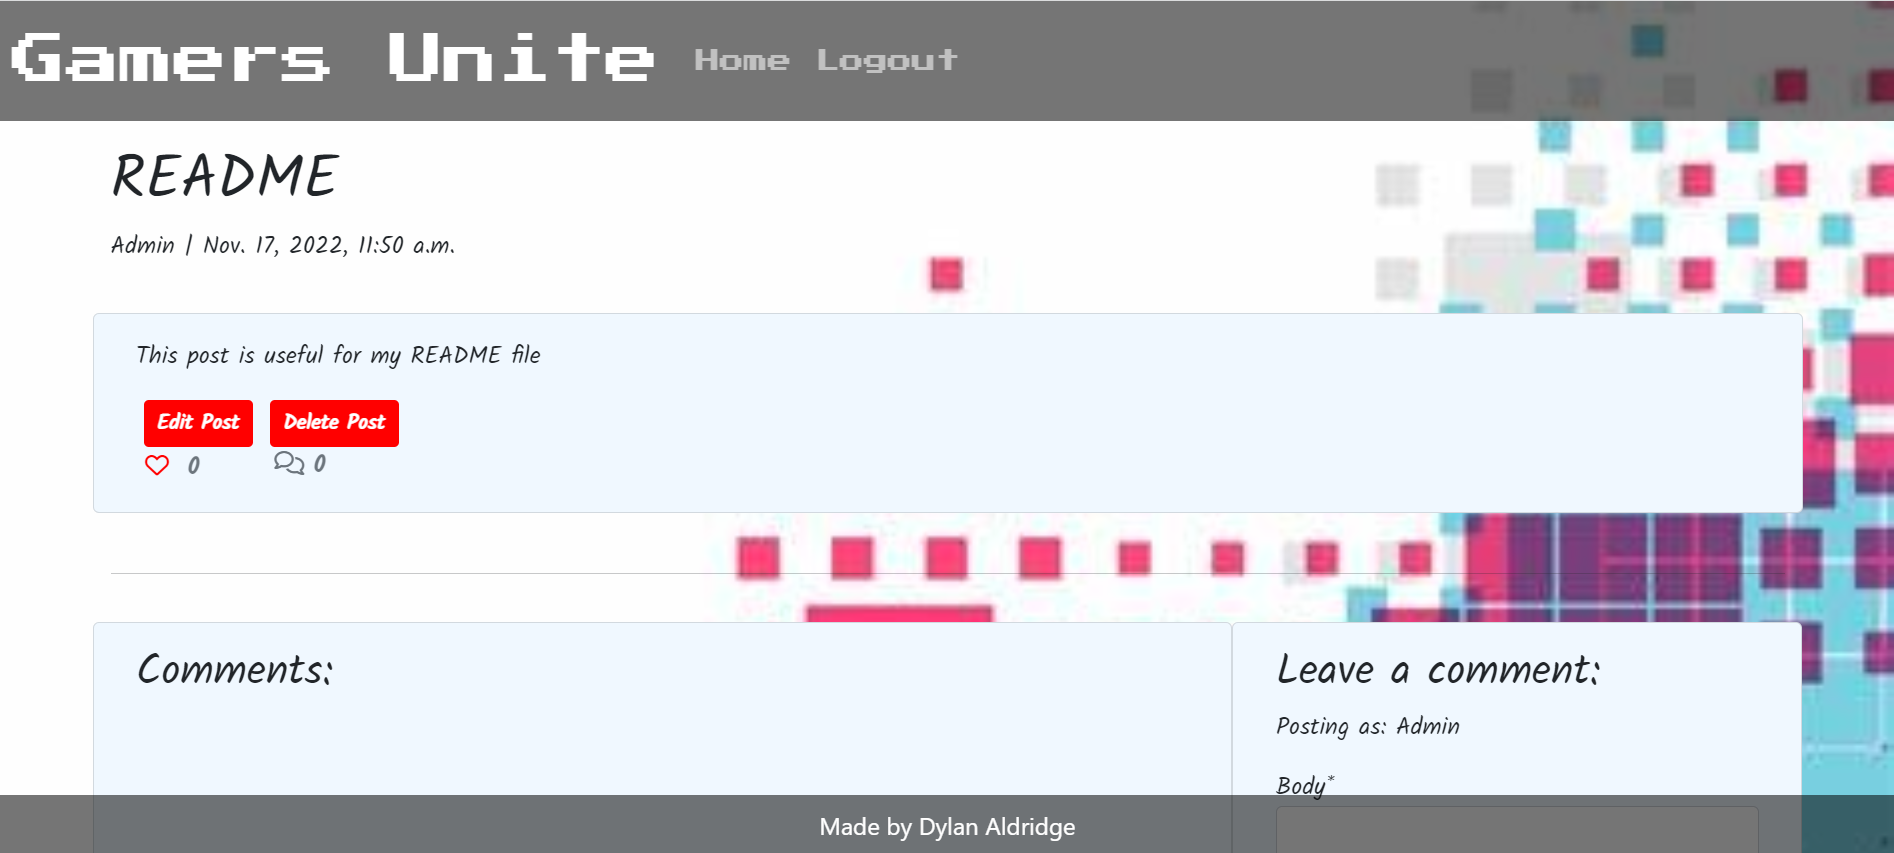 Gamers Unite Home Logout
README
Admin | Nov. 17, 2022, 11:50 a.m.
This post is useful for my README file
Edit Post Delete Post
0 0
Comments:
Leave a comment:
Posting as: Admin
Body*
Made by Dylan Aldridge